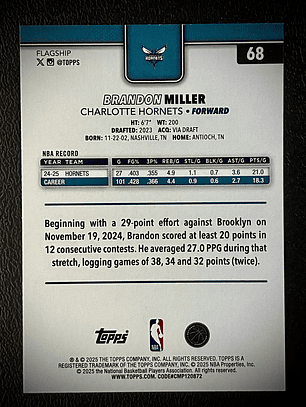 HORNETS
FLAGSHIP
@TOPPS
68
BRANDON MILLER
CHARLOTTE HORNETS • FORWARD
HT: 6'7" WT: 200
DRAFTED: 2023 ACQ: VIA DRAFT
BORN: 11-22-02, NASHVILLE, TN HOME: ANTIOCH, TN
NBA RECORD
YEAR TEAM G FG% 3P% REB/G STL/G BLK/G AST/G PTS/G
24-25 HORNETS 27 .403 .355 4.9 1.1 0.7 3.6 21.0
CAREER 101 .428 .366 4.4 0.9 0.6 2.7 18.3
Beginning with a 29-point effort against Brooklyn on
November 19, 2024, Brandon scored at least 20 points in
12 consecutive contests. He averaged 27.0 PPG during that
stretch, logging games of 38, 34 and 32 points (twice).
Topps
NBA
® & © 2025 THE TOPPS COMPANY, INC. ALL RIGHTS RESERVED. TOPPS IS A
REGISTERED TRADEMARK OF THE TOPPS COMPANY, INC. © 2025 NBA Properties, Inc.
© 2025 the National Basketball Players Association. All rights reserved.
WWW.TOPPS.COM. CODE#CMP120872